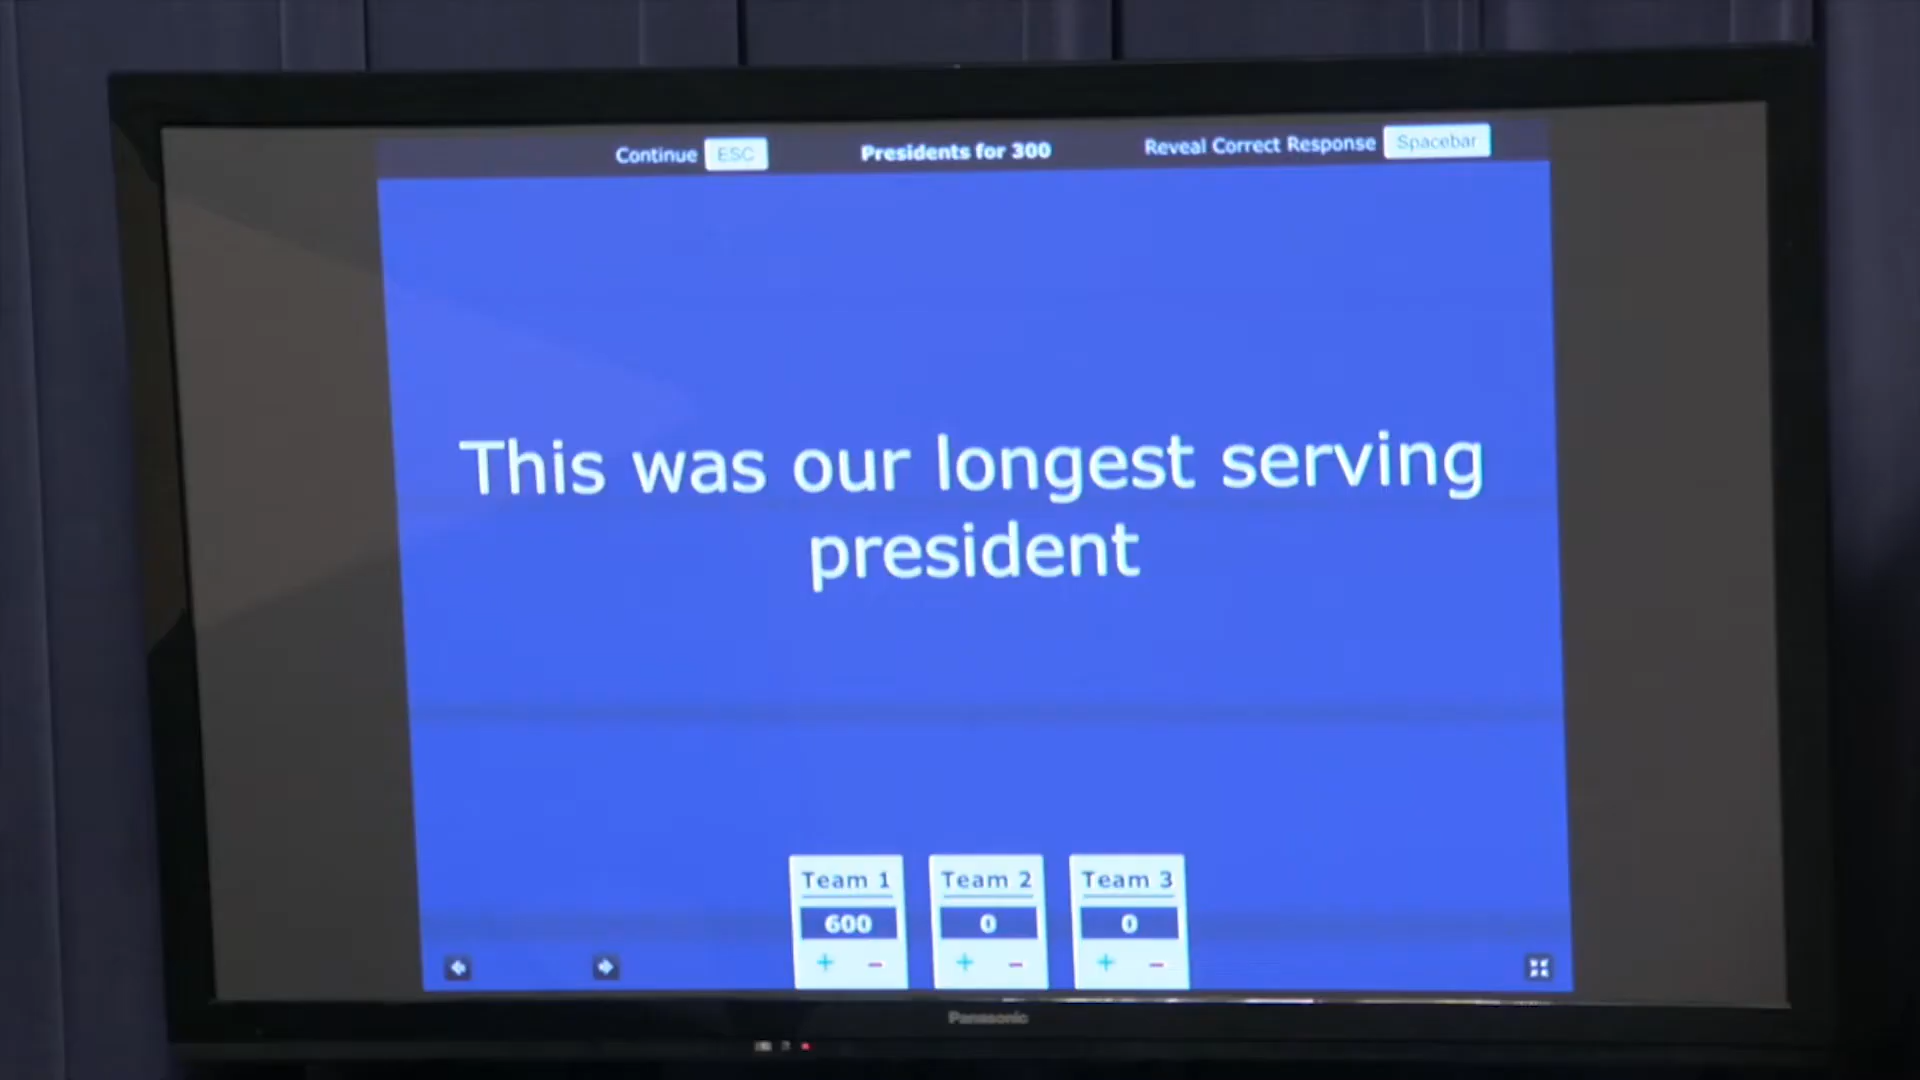 Continue ESC Presidents for 300 Reveal Correct Response Spacebar
This was our longest serving
president
Team 1 Team 2 Team 3
600 0 0
+ - + - + -
Panasonic